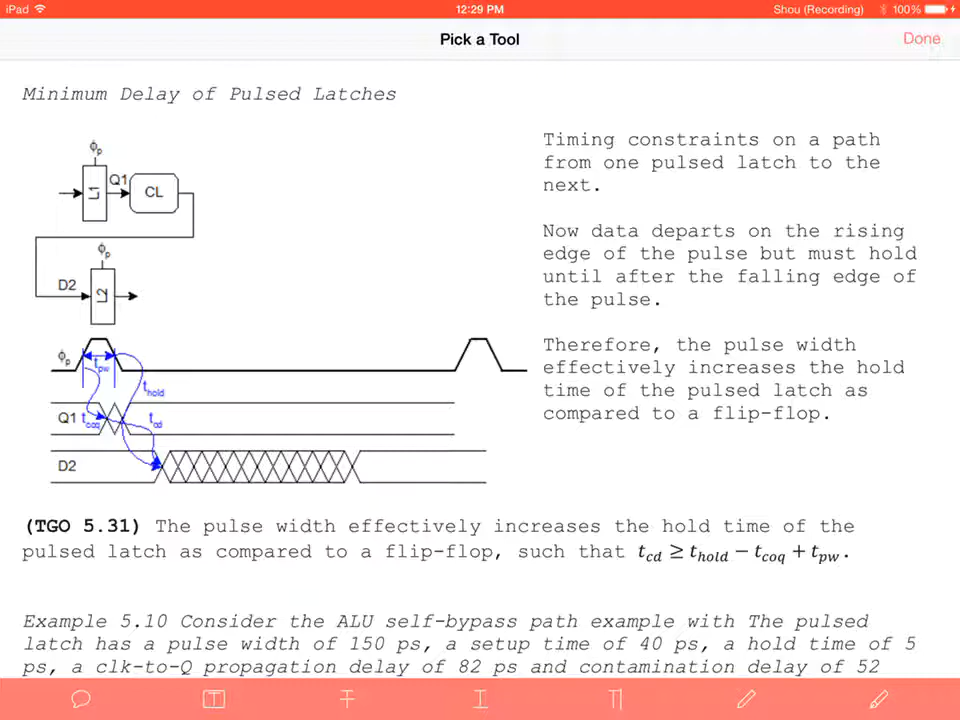 iPad 12:29 PM Shou (Recording) 100%
Pick a Tool Done
Minimum Delay of Pulsed Latches
ϕp
L1 Q1 CL
ϕp
D2 L2
ϕp tpw
thold
Q1 tcoq tcd
D2
Timing constraints on a path
from one pulsed latch to the
next.
Now data departs on the rising
edge of the pulse but must hold
until after the falling edge of
the pulse.
Therefore, the pulse width
effectively increases the hold
time of the pulsed latch as
compared to a flip-flop.
(TGO 5.31) The pulse width effectively increases the hold time of the
pulsed latch as compared to a flip-flop, such that t_cd ≥ t_hold − t_coq + t_pw.
Example 5.10 Consider the ALU self-bypass path example with The pulsed
latch has a pulse width of 150 ps, a setup time of 40 ps, a hold time of 5
ps, a clk-to-Q propagation delay of 82 ps and contamination delay of 52